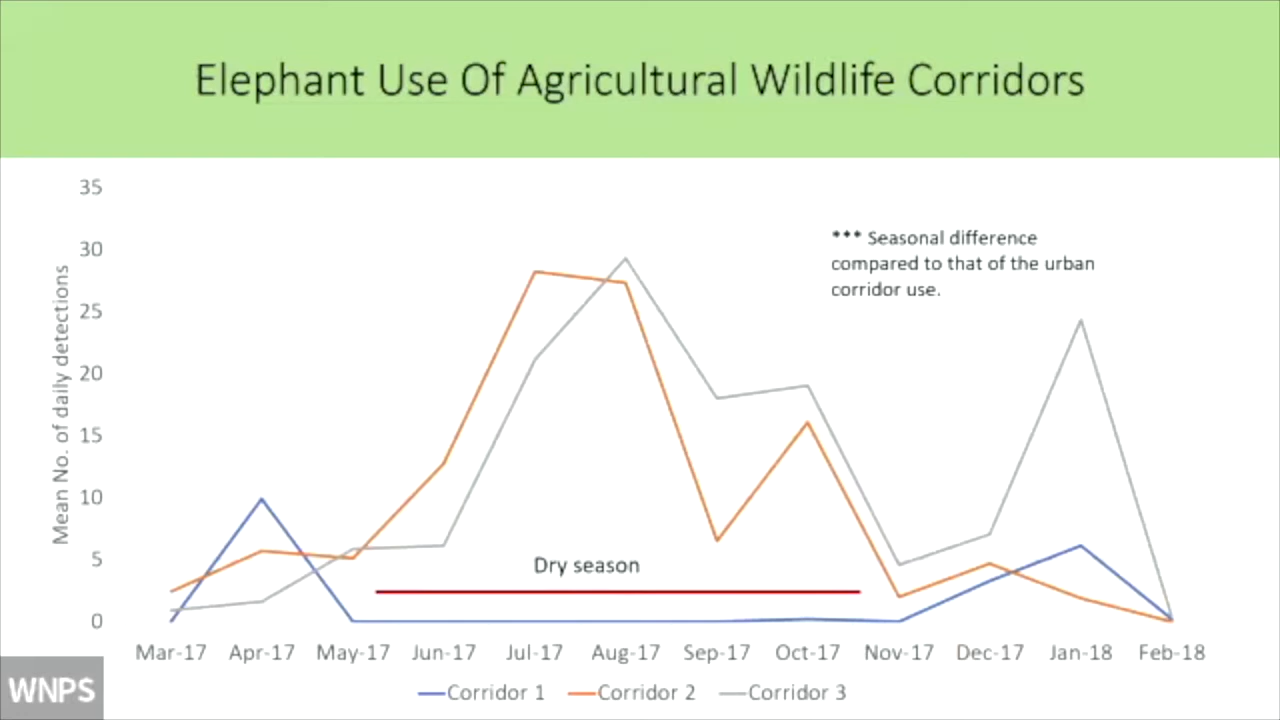 Elephant Use Of Agricultural Wildlife Corridors
35
30
25
20
15
10
5
0
Mean No. of daily detections
*** Seasonal difference
compared to that of the urban
corridor use.
Dry season
Mar-17 Apr-17 May-17 Jun-17 Jul-17 Aug-17 Sep-17 Oct-17 Nov-17 Dec-17 Jan-18 Feb-18
Corridor 1 Corridor 2 Corridor 3
WNPS